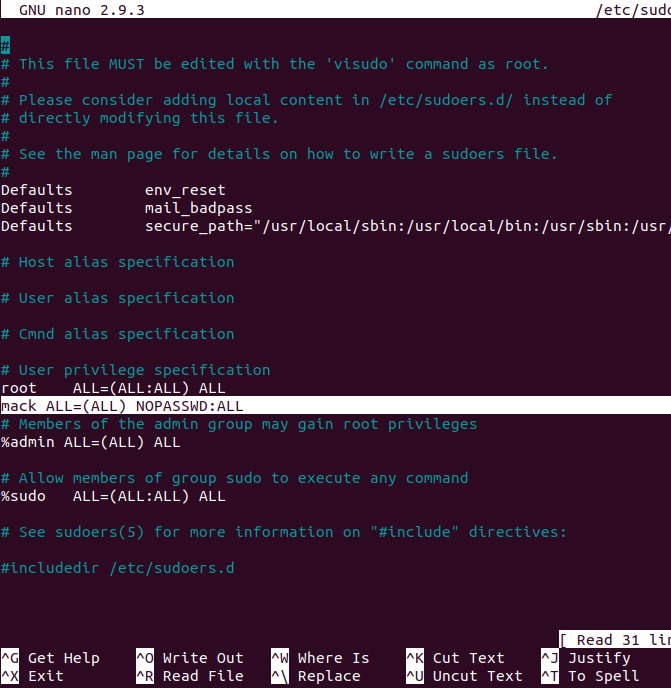 GNU nano 2.9.3 /etc/sudo
#
# This file MUST be edited with the 'visudo' command as root.
#
# Please consider adding local content in /etc/sudoers.d/ instead of
# directly modifying this file.
#
# See the man page for details on how to write a sudoers file.
#
Defaults env_reset
Defaults mail_badpass
Defaults secure_path="/usr/local/sbin:/usr/local/bin:/usr/sbin:/usr/
# Host alias specification
# User alias specification
# Cmnd alias specification
# User privilege specification
root ALL=(ALL:ALL) ALL
mack ALL=(ALL) NOPASSWD:ALL
# Members of the admin group may gain root privileges
%admin ALL=(ALL) ALL
# Allow members of group sudo to execute any command
%sudo ALL=(ALL:ALL) ALL
# See sudoers(5) for more information on "#include" directives:
#includedir /etc/sudoers.d
[ Read 31 lin
^G Get Help ^O Write Out ^W Where Is ^K Cut Text ^J Justify
^X Exit ^R Read File ^\ Replace ^U Uncut Text ^T To Spell